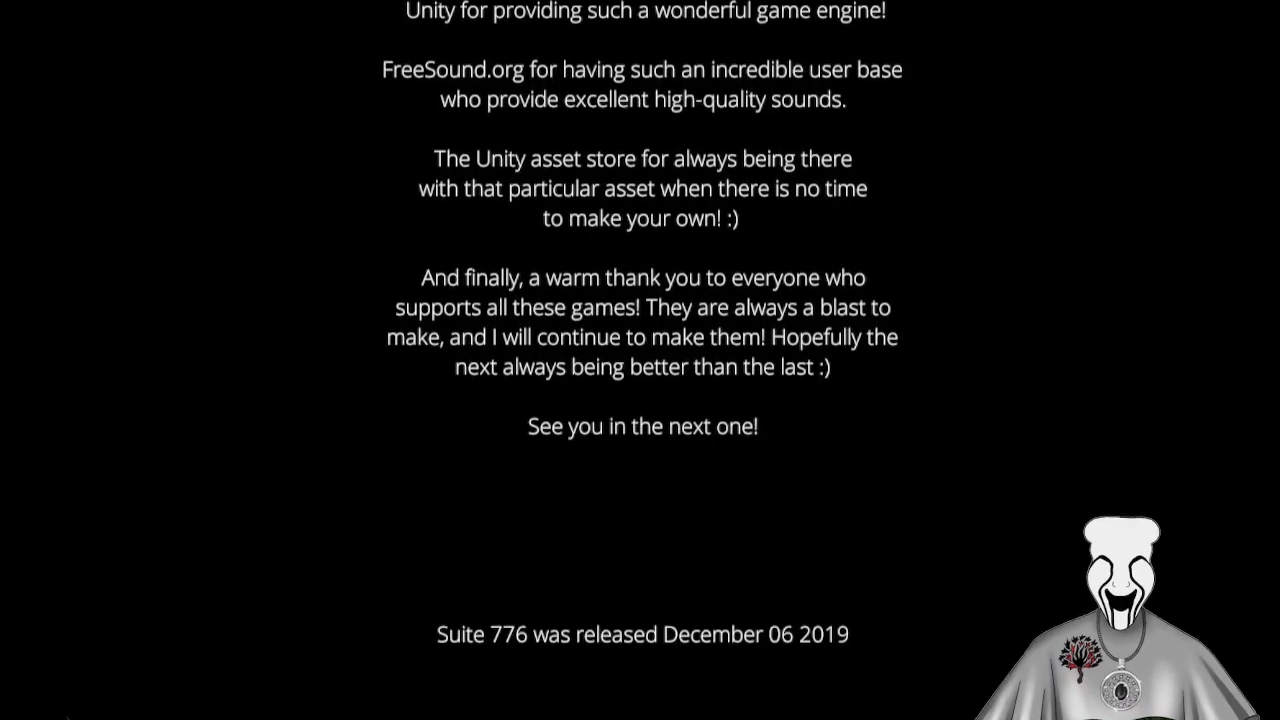 Unity for providing such a wonderful game engine!
FreeSound.org for having such an incredible user base
who provide excellent high-quality sounds.
The Unity asset store for always being there
with that particular asset when there is no time
to make your own! :)
And finally, a warm thank you to everyone who
supports all these games! They are always a blast to
make, and I will continue to make them! Hopefully the
next always being better than the last :)
See you in the next one!
Suite 776 was released December 06 2019